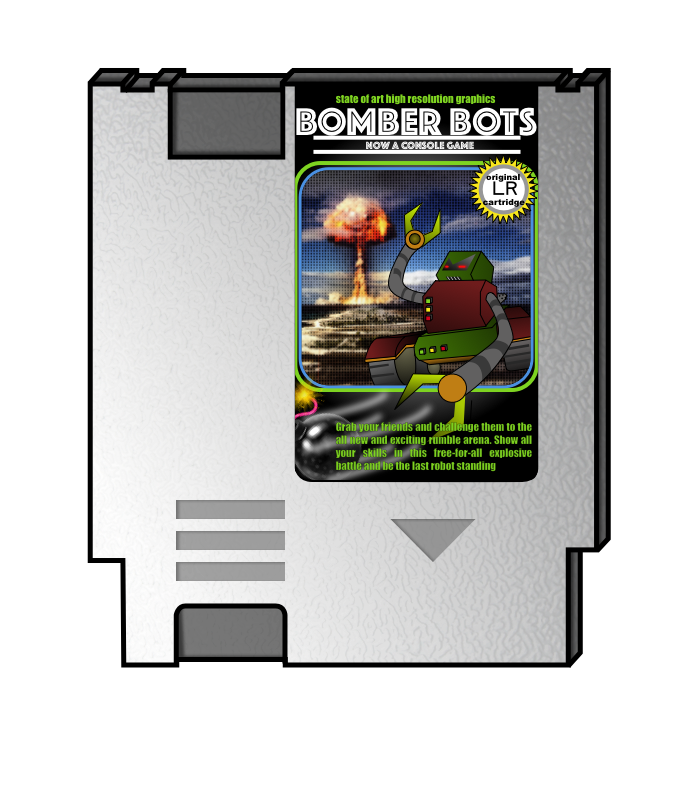 state of art high resolution graphics
BOMBER BOTS
NOW A CONSOLE GAME
original
LR
cartridge
Grab your friends and challenge them to the
all new and exciting rumble arena. Show all
your skills in this free-for-all explosive
battle and be the last robot standing